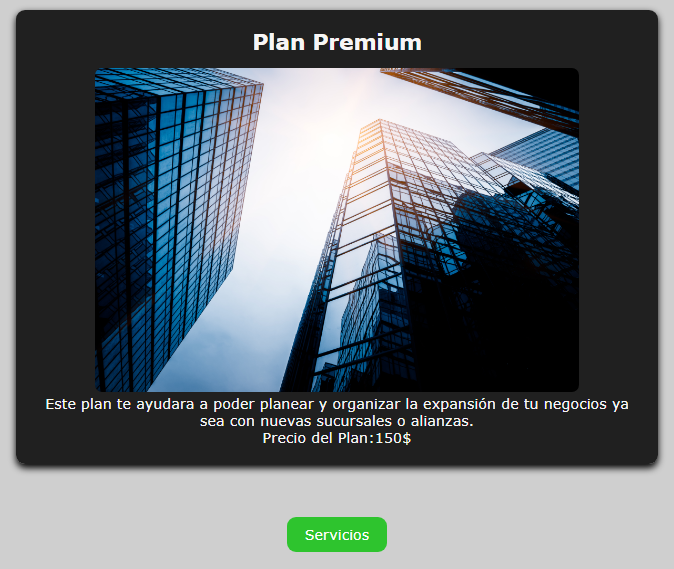 Plan Premium
Este plan te ayudara a poder planear y organizar la expansión de tu negocios ya
sea con nuevas sucursales o alianzas.
Precio del Plan:150$
Servicios